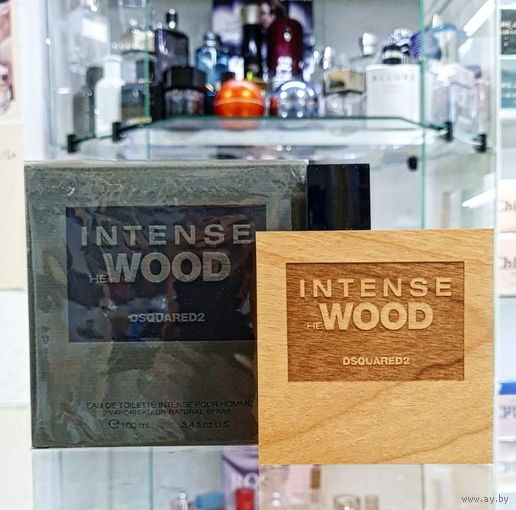 INTENSE
HE WOOD
DSQUARED2
EAU DE TOILETTE INTENSE POUR HOMME
VAPORISATEUR NATURAL SPRAY
℮100 ml 3.4 fl.oz U.S
INTENSE
HE WOOD
DSQUARED2
ALLURE
www.ay.by